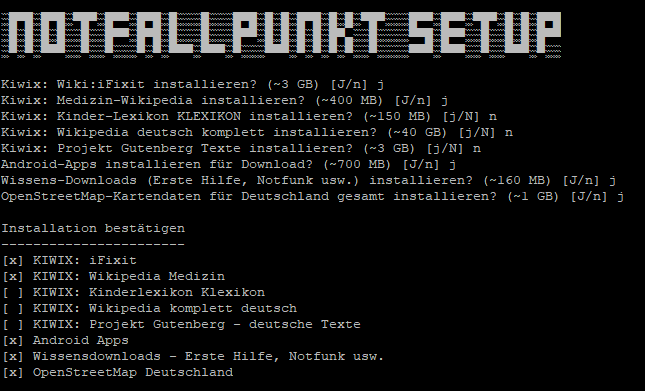 NOTFALLPUNKT SETUP
Kiwix: Wiki:iFixit installieren? (~3 GB) [J/n] j
Kiwix: Medizin-Wikipedia installieren? (~400 MB) [J/n] j
Kiwix: Kinder-Lexikon KLEXIKON installieren? (~150 MB) [j/N] n
Kiwix: Wikipedia deutsch komplett installieren? (~40 GB) [j/N] n
Kiwix: Projekt Gutenberg Texte installieren? (~3 GB) [j/N] n
Android-Apps installieren für Download? (~700 MB) [J/n] j
Wissens-Downloads (Erste Hilfe, Notfunk usw.) installieren? (~160 MB) [J/n] j
OpenStreetMap-Kartendaten für Deutschland gesamt installieren? (~1 GB) [J/n] j
Installation bestätigen
-----------------------
[x] KIWIX: iFixit
[x] KIWIX: Wikipedia Medizin
[ ] KIWIX: Kinderlexikon Klexikon
[ ] KIWIX: Wikipedia komplett deutsch
[ ] KIWIX: Projekt Gutenberg - deutsche Texte
[x] Android Apps
[x] Wissensdownloads - Erste Hilfe, Notfunk usw.
[x] OpenStreetMap Deutschland